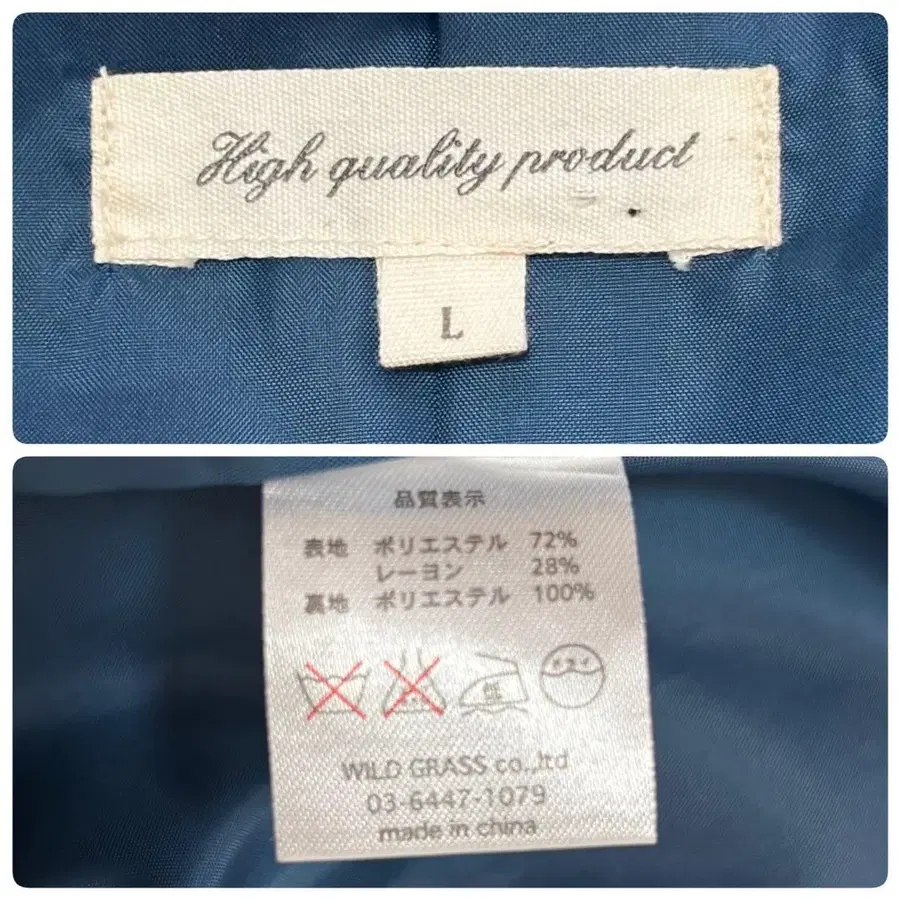 High quality product
L
品質表示
表地 ポリエステル 72%
レーヨン 28%
裏地 ポリエステル 100%
低 ドライ
WILD GRASS co.,ltd
03-6447-1079
made in china